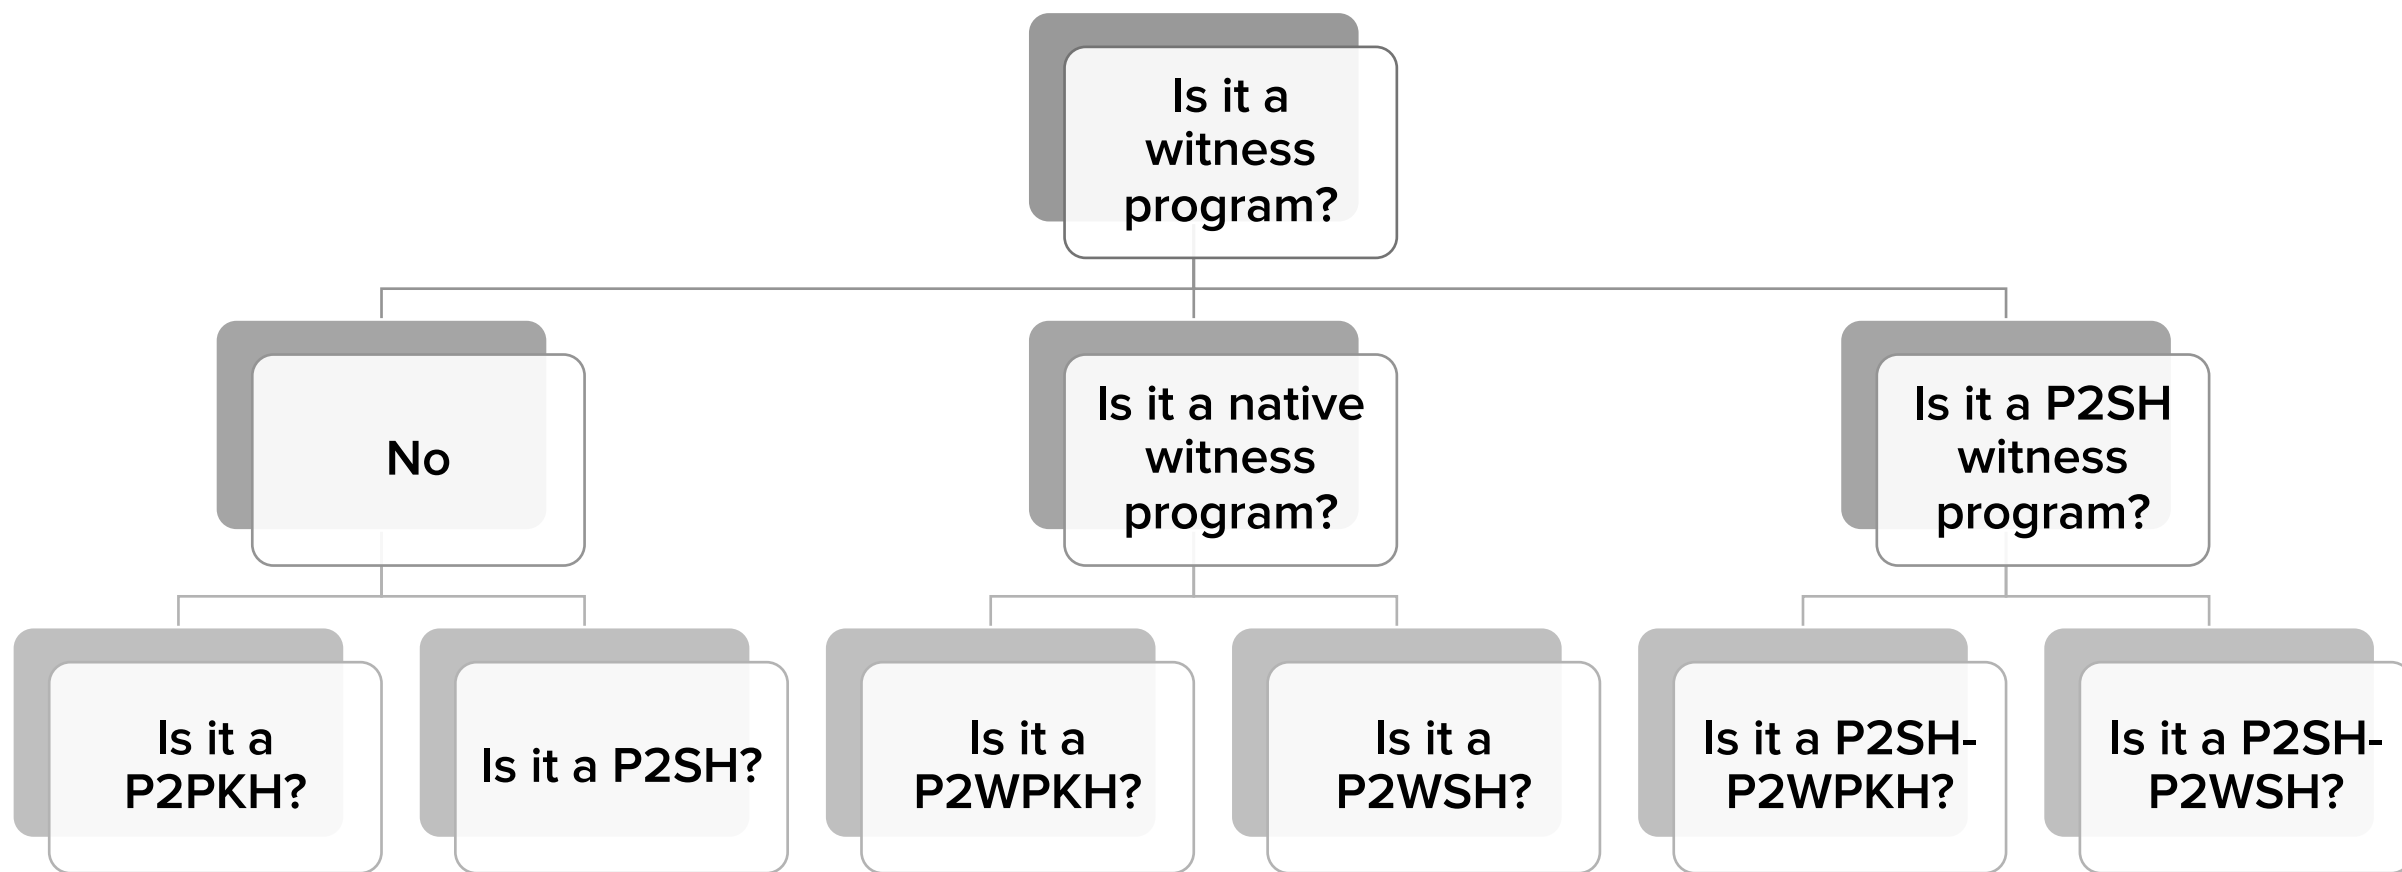 Is it a
witness
program?
No
Is it a native
witness
program?
Is it a P2SH
witness
program?
Is it a
P2PKH?
Is it a P2SH?
Is it a
P2WPKH?
Is it a
P2WSH?
Is it a P2SH-
P2WPKH?
Is it a P2SH-
P2WSH?